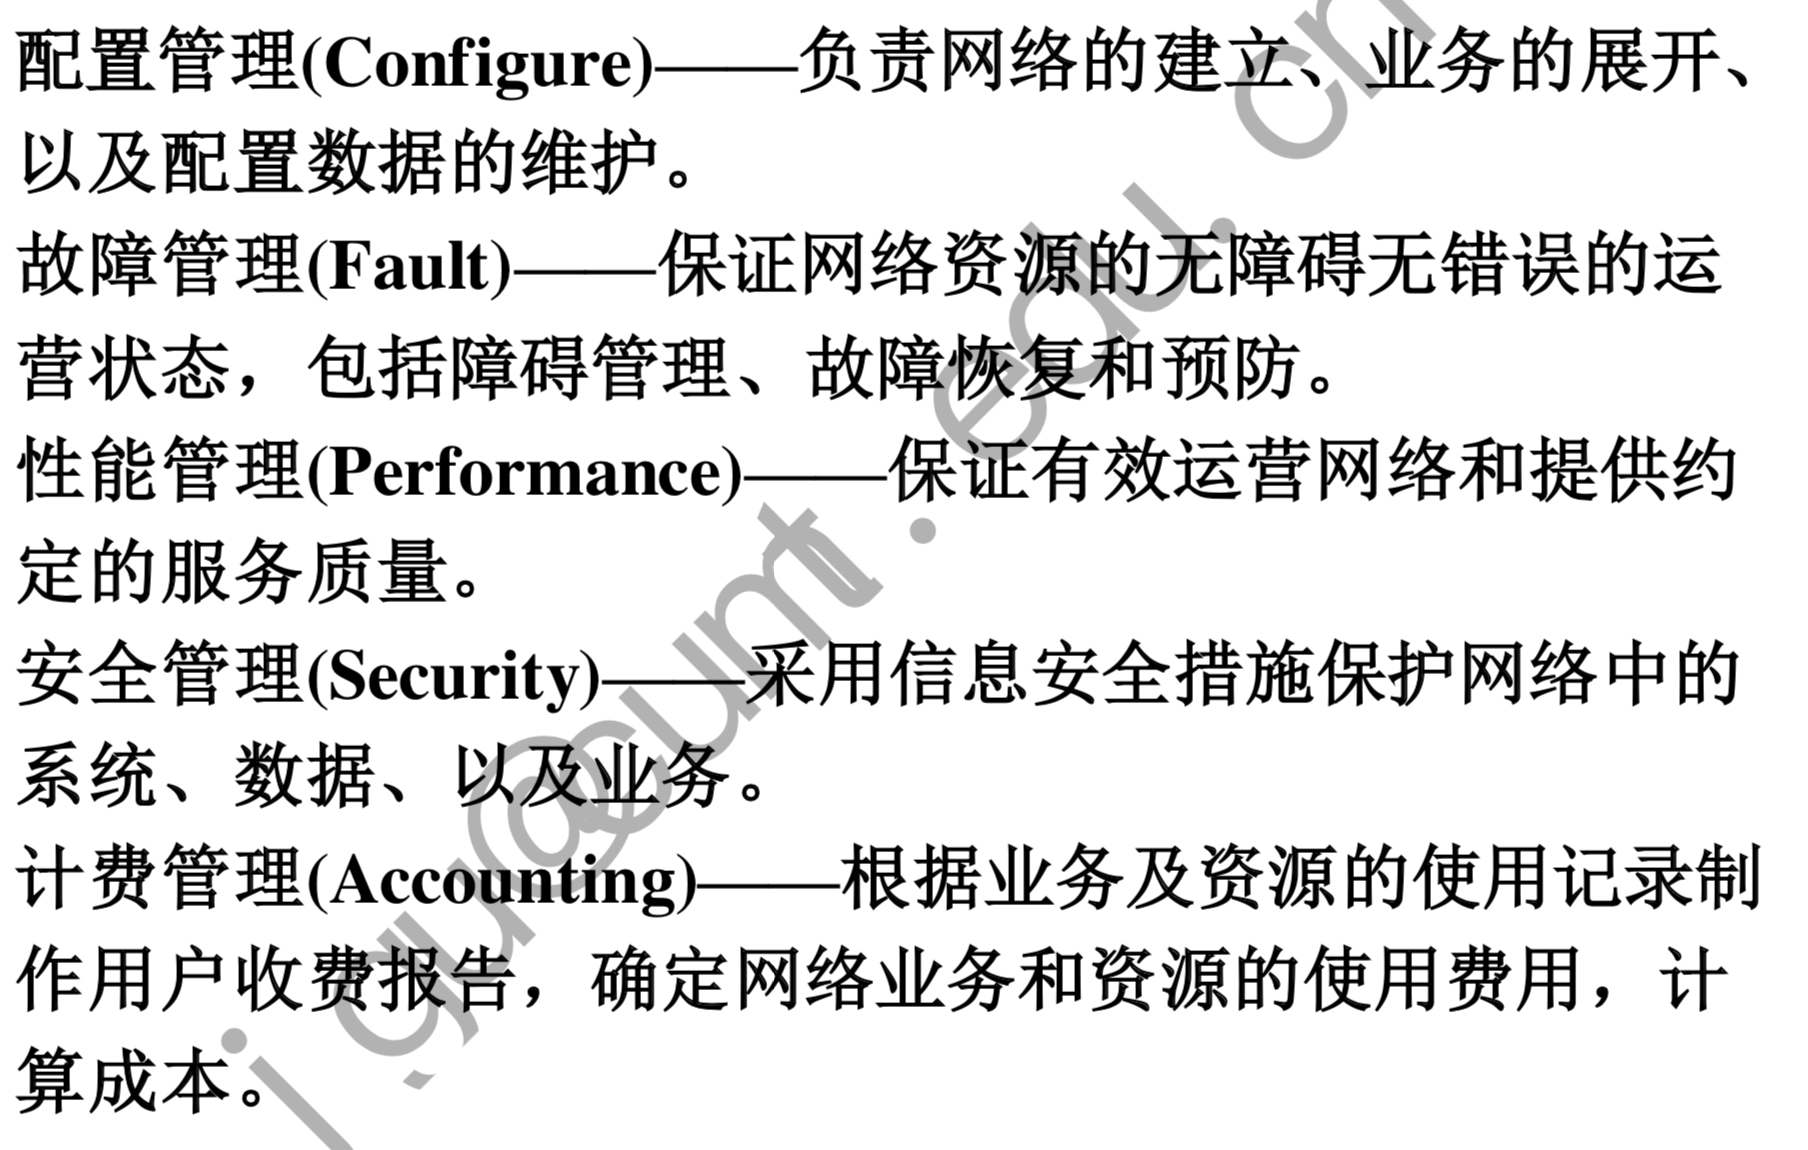 配置管理(Configure)——负责网络的建立、业务的展开、
以及配置数据的维护。
故障管理(Fault)——保证网络资源的无障碍无错误的运
营状态，包括障碍管理、故障恢复和预防。
性能管理(Performance)——保证有效运营网络和提供约
定的服务质量。
安全管理(Security)——采用信息安全措施保护网络中的
系统、数据、以及业务。
计费管理(Accounting)——根据业务及资源的使用记录制
作用户收费报告，确定网络业务和资源的使用费用，计
算成本。